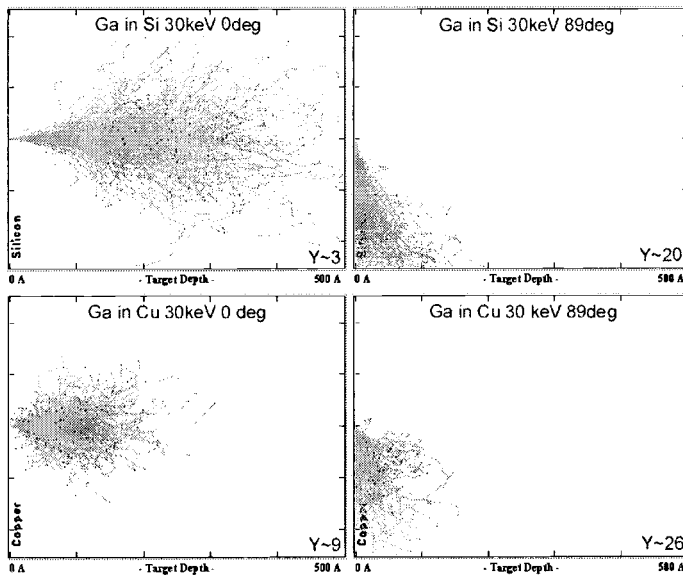 Ga in Si 30keV 0deg
Silicon
Y~3
0 A - Target Depth - 500 A
Ga in Si 30keV 89deg
Y~20
0 A - Target Depth - 500 A
Ga in Cu 30keV 0 deg
Copper
Y~9
0 A - Target Depth - 500 A
Ga in Cu 30 keV 89deg
Copper
Y~26
0 A - Target Depth - 500 A